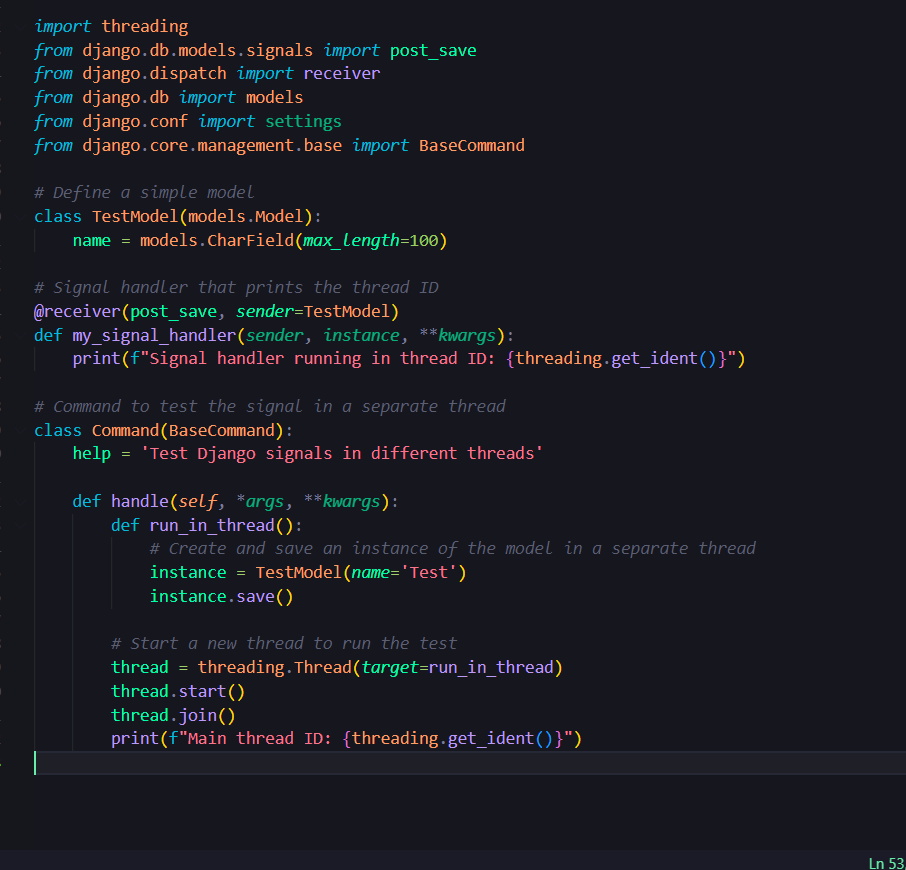 import threading
from django.db.models.signals import post_save
from django.dispatch import receiver
from django.db import models
from django.conf import settings
from django.core.management.base import BaseCommand

# Define a simple model
class TestModel(models.Model):
    name = models.CharField(max_length=100)

# Signal handler that prints the thread ID
@receiver(post_save, sender=TestModel)
def my_signal_handler(sender, instance, **kwargs):
    print(f"Signal handler running in thread ID: {threading.get_ident()}")

# Command to test the signal in a separate thread
class Command(BaseCommand):
    help = 'Test Django signals in different threads'

    def handle(self, *args, **kwargs):
        def run_in_thread():
            # Create and save an instance of the model in a separate thread
            instance = TestModel(name='Test')
            instance.save()

        # Start a new thread to run the test
        thread = threading.Thread(target=run_in_thread)
        thread.start()
        thread.join()
        print(f"Main thread ID: {threading.get_ident()}")
Ln 53